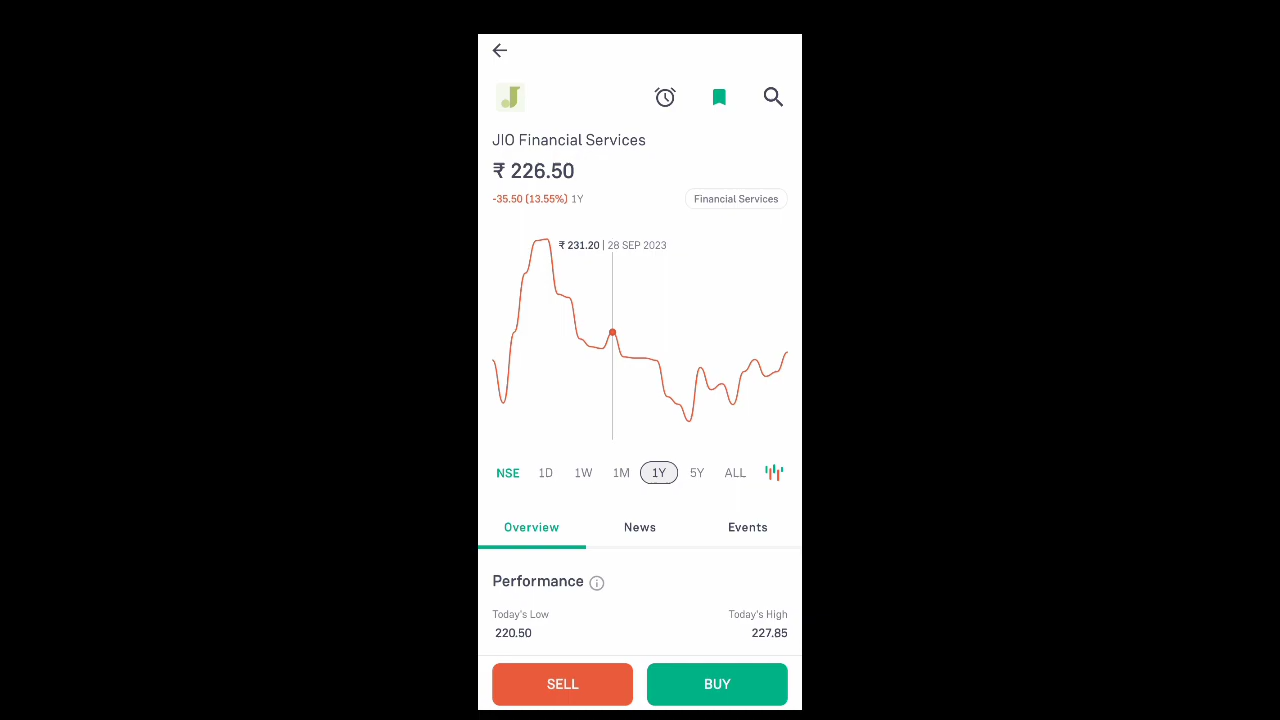 JIO Financial Services
₹ 226.50
-35.50 (13.55%) 1Y
Financial Services
₹ 231.20 | 28 SEP 2023
NSE 1D 1W 1M 1Y 5Y ALL
Overview News Events
Performance
Today's Low Today's High
220.50 227.85
SELL BUY